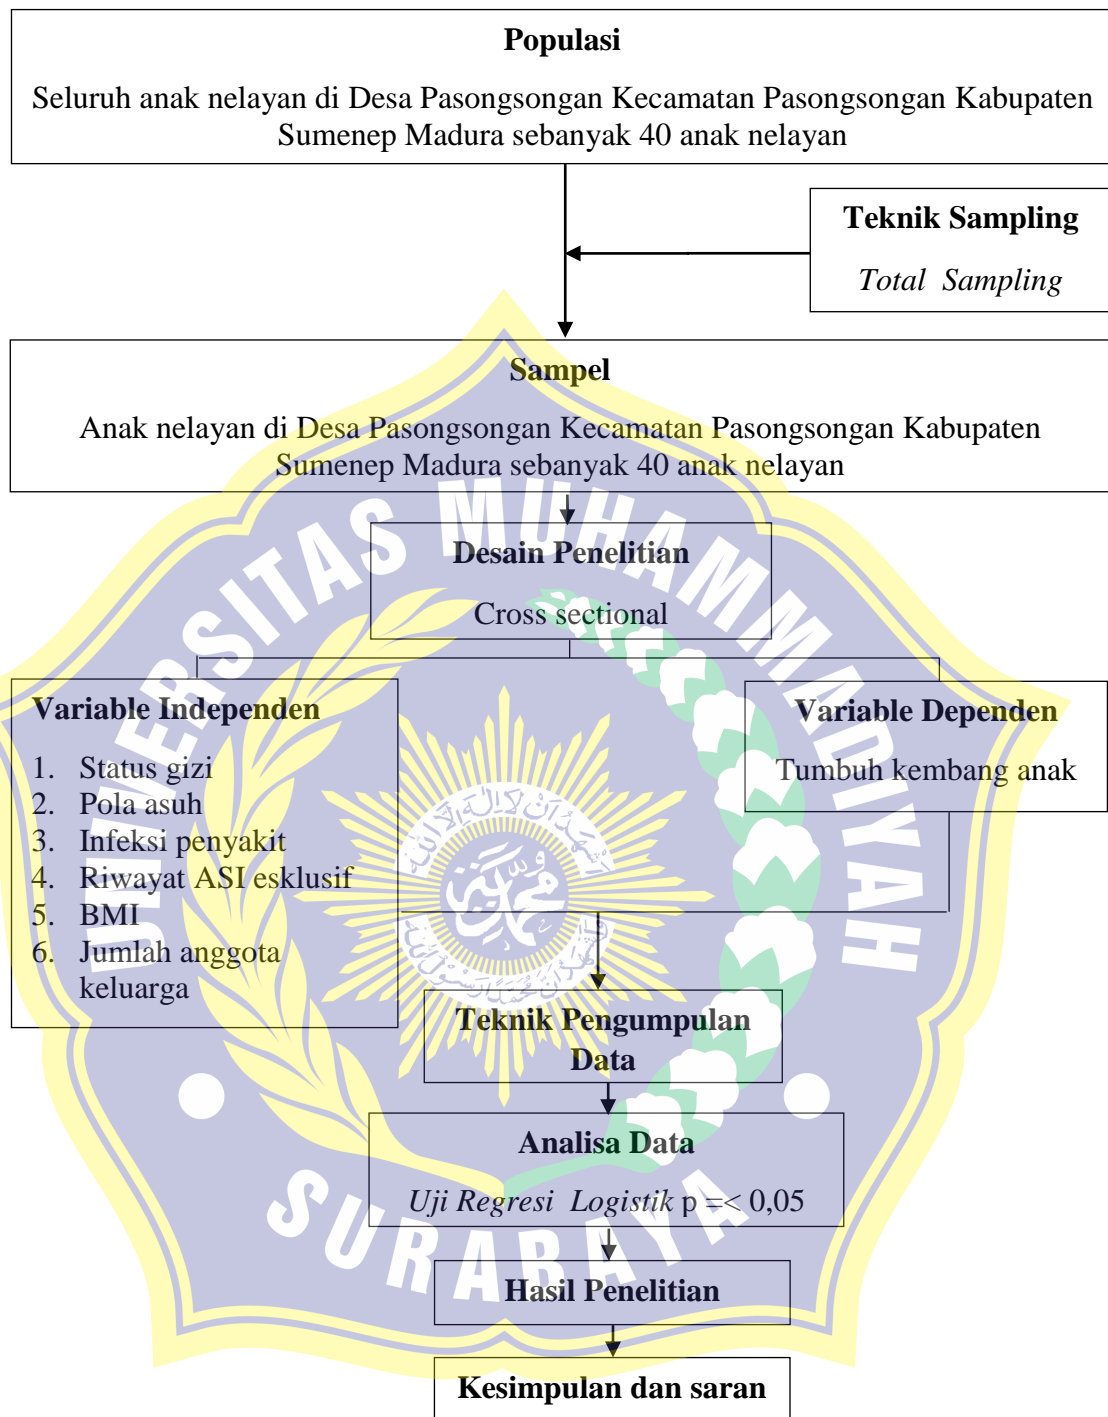 Populasi
Seluruh anak nelayan di Desa Pasongsongan Kecamatan Pasongsongan Kabupaten
Sumenep Madura sebanyak 40 anak nelayan
Teknik Sampling
Total Sampling
Sampel
Anak nelayan di Desa Pasongsongan Kecamatan Pasongsongan Kabupaten
Sumenep Madura sebanyak 40 anak nelayan
Desain Penelitian
Cross sectional
Variable Independen
1. Status gizi
2. Pola asuh
3. Infeksi penyakit
4. Riwayat ASI esklusif
5. BMI
6. Jumlah anggota
keluarga
Variable Dependen
Tumbuh kembang anak
Teknik Pengumpulan
Data
Analisa Data
Uji Regresi Logistik p =< 0,05
Hasil Penelitian
Kesimpulan dan saran
UNIVERSITAS MUHAMMADIYAH
SURABAYA
محمد